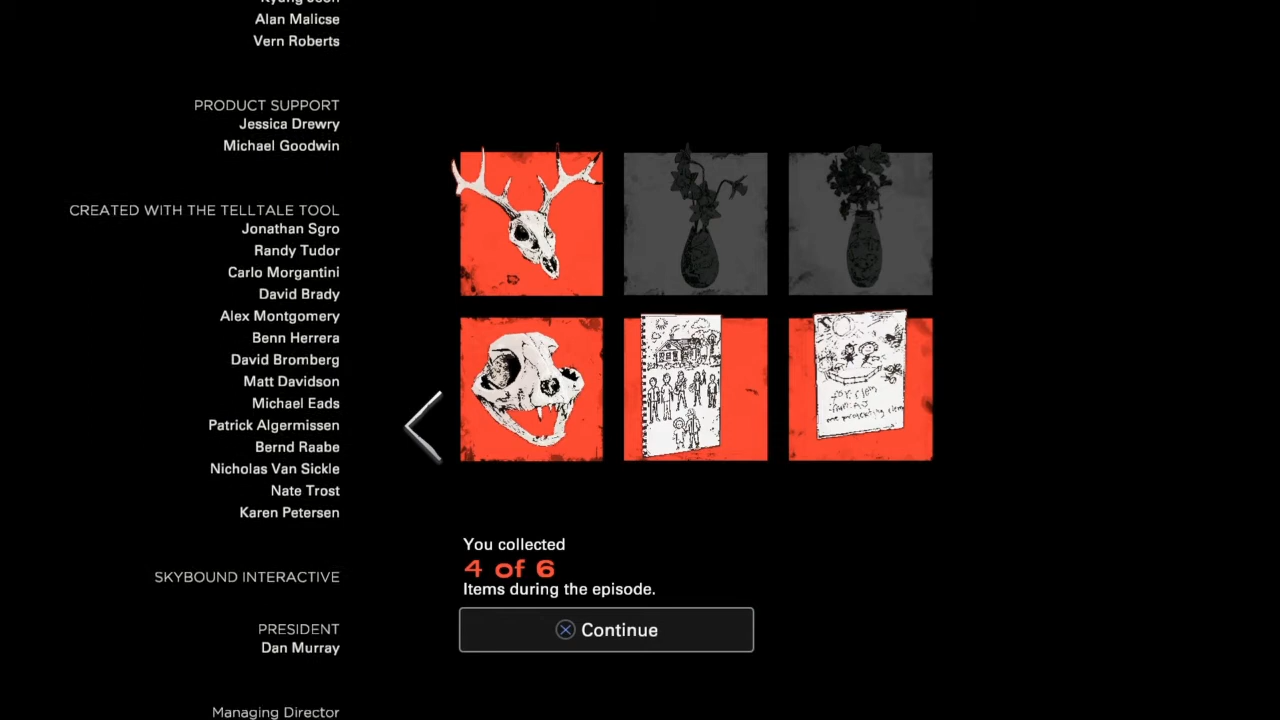 Alan Malicse
Vern Roberts
PRODUCT SUPPORT
Jessica Drewry
Michael Goodwin
CREATED WITH THE TELLTALE TOOL
Jonathan Sgro
Randy Tudor
Carlo Morgantini
David Brady
Alex Montgomery
Benn Herrera
David Bromberg
Matt Davidson
Michael Eads
Patrick Algermissen
Bernd Raabe
Nicholas Van Sickle
Nate Trost
Karen Petersen
SKYBOUND INTERACTIVE
PRESIDENT
Dan Murray
Managing Director
You collected
4 of 6
Items during the episode.
Continue